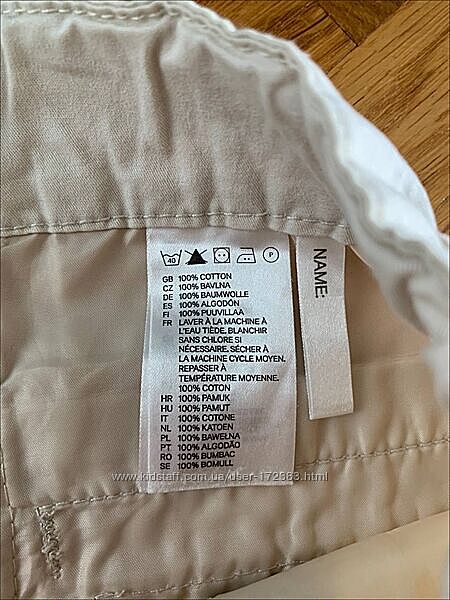 40 P
GB 100% COTTON
CZ 100% BAVLNA
DE 100% BAUMWOLLE
ES 100% ALGODÓN
FI 100% PUUVILLAA
FR LAVER À LA MACHINE À
L'EAU TIÈDE. BLANCHIR
SANS CHLORE SI
NÉCESSAIRE. SÉCHER À
LA MACHINE CYCLE MOYEN.
REPASSER À
TEMPÉRATURE MOYENNE.
100% COTON
HR 100% PAMUK
HU 100% PAMUT
IT 100% COTONE
NL 100% KATOEN
PL 100% BAWEŁNA
PT 100% ALGODÃO
RO 100% BUMBAC
SE 100% BOMULL
NAME:
© kidstaff.com.ua/user-172983.html